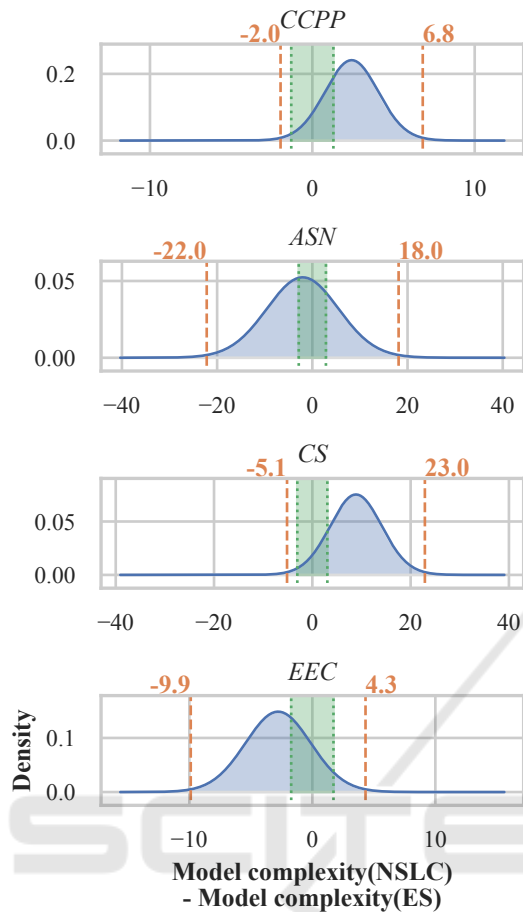 CCPP
-2.0 6.8
0.2
0.0
−10 0 10
ASN
-22.0 18.0
0.05
0.00
−40 −20 0 20 40
CS
-5.1 23.0
0.05
0.00
−40 −20 0 20 40
EEC
-9.9 4.3
0.1
0.0
Density
−10 0 10
Model complexity(NSLC)
- Model complexity(ES)
SCITE